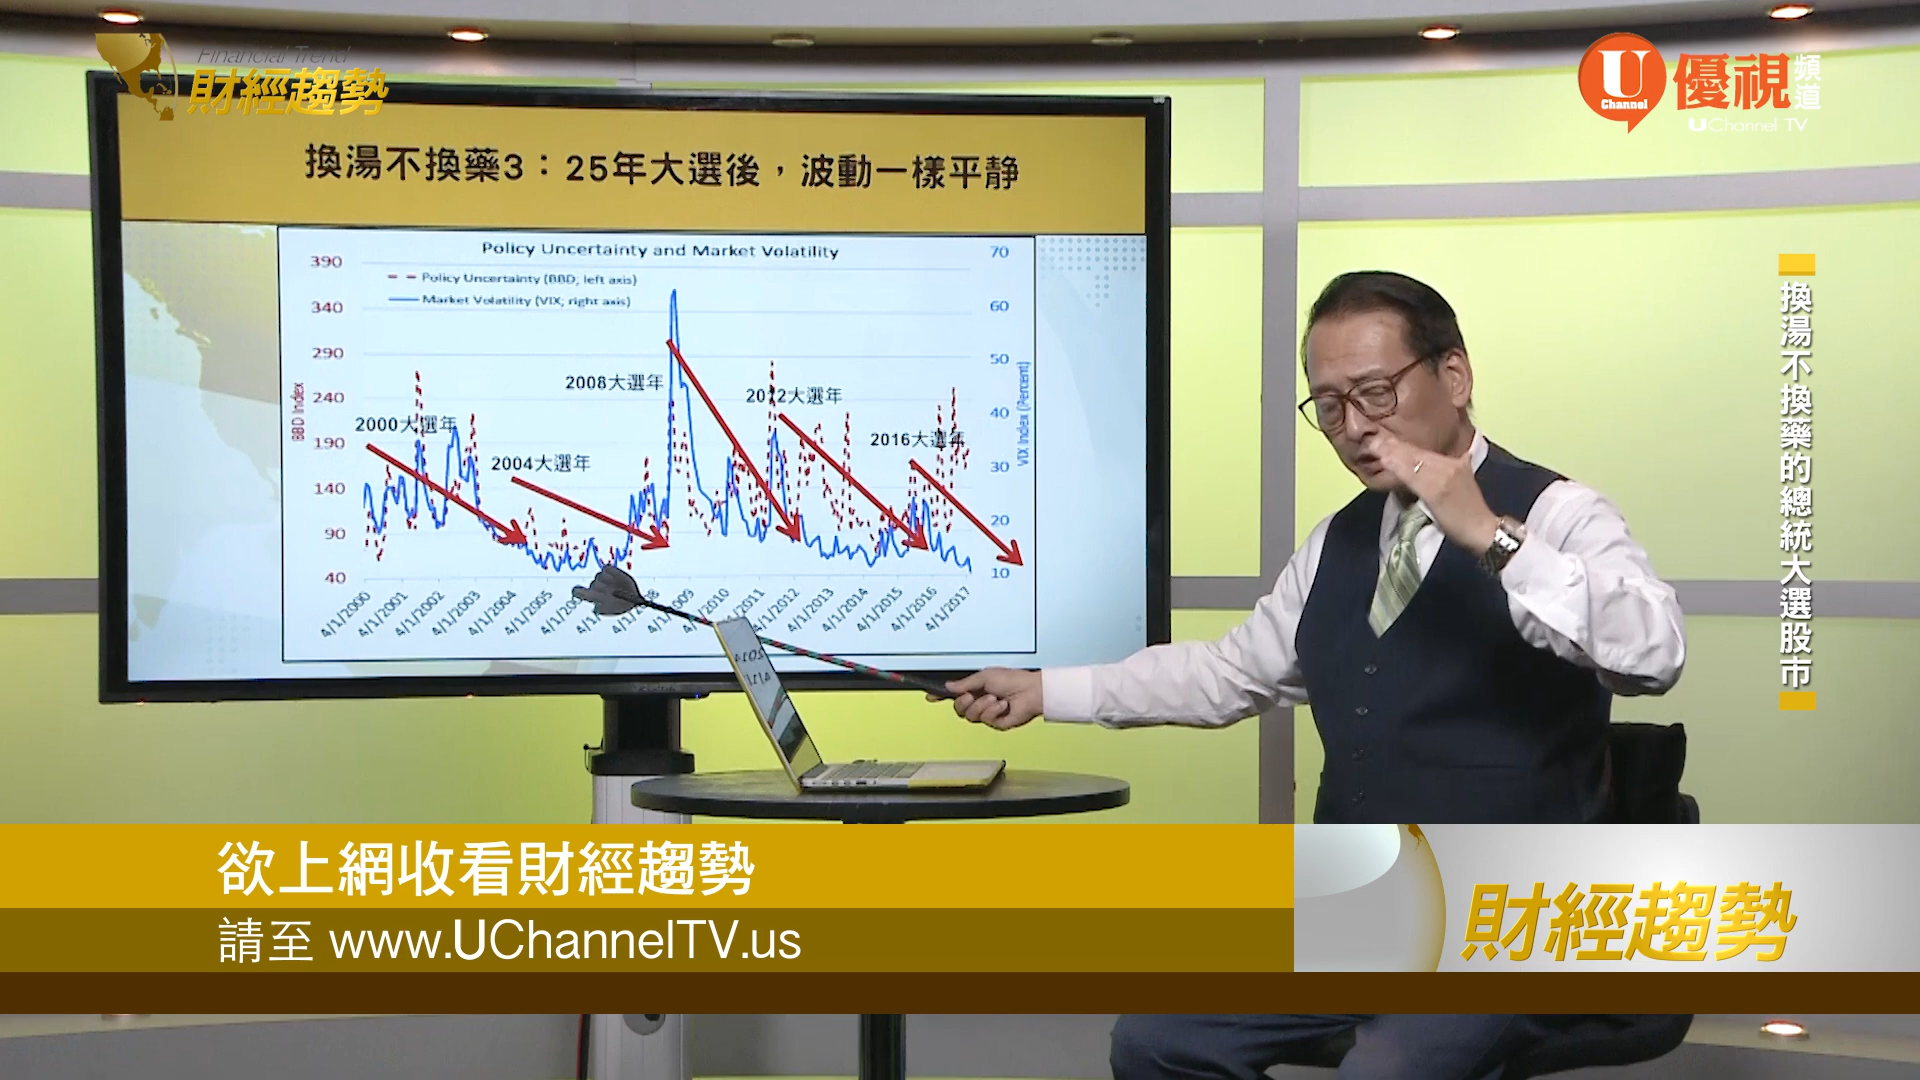 Financial Trend
財經趨勢
U
Channel
優視
頻道
UChannel TV
換湯不換藥3：25年大選後，波動一樣平靜
Policy Uncertainty and Market Volatility
Policy Uncertainty (BBD; left axis)
Market Volatility (VIX; right axis)
390
340
290
240
190
140
90
40
BBD Index
70
60
50
40
30
20
10
VIX Index (Percent)
2000大選年
2004大選年
2008大選年
2012大選年
2016大選年
4/1/2000
4/1/2001
4/1/2002
4/1/2003
4/1/2004
4/1/2005
4/1/2010
4/1/2012
4/1/2013
4/1/2014
4/1/2015
4/1/2016
4/1/2017
換湯不換藥的總統大選股市
欲上網收看財經趨勢
請至 www.UChannelTV.us
財經趨勢